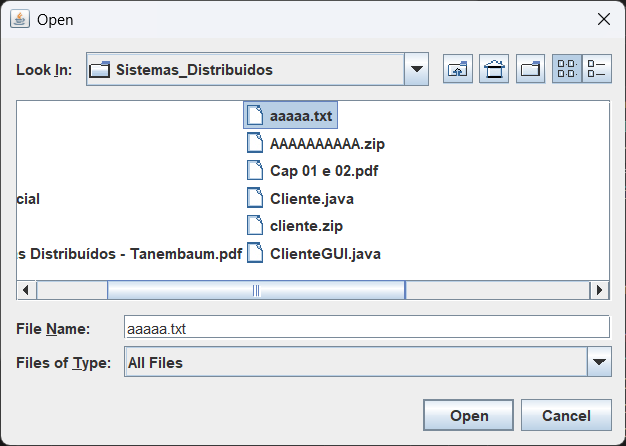 Open
Look In: Sistemas_Distribuidos
aaaaa.txt
AAAAAAAAAA.zip
Cap 01 e 02.pdf
cial Cliente.java
cliente.zip
s Distribuídos - Tanembaum.pdf ClienteGUI.java
File Name: aaaaa.txt
Files of Type: All Files
Open Cancel